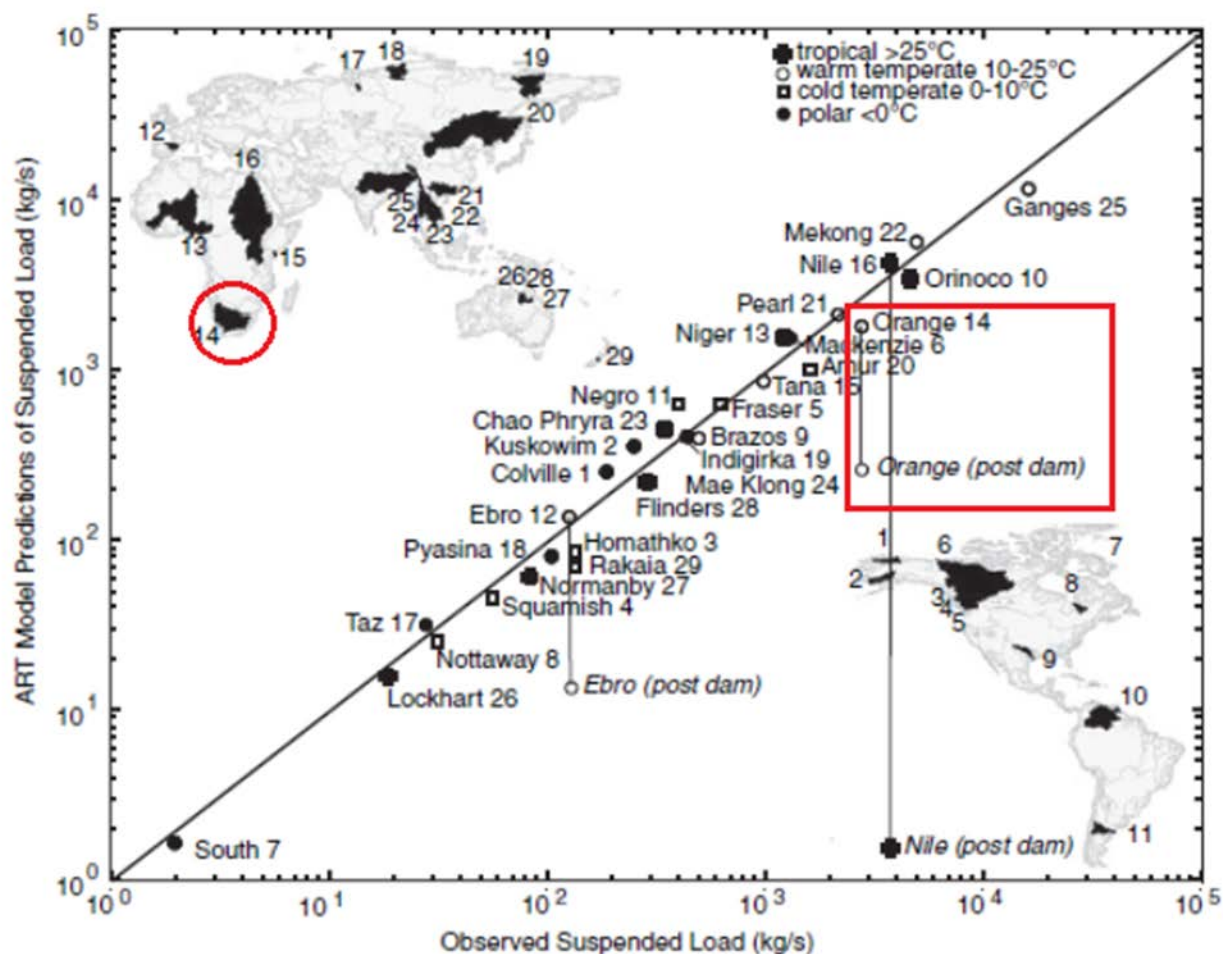 10^5
10^4
10^3
10^2
10^1
10^0
ART Model Predictions of Suspended Load (kg/s)
tropical >25°C
warm temperate 10-25°C
cold temperate 0-10°C
polar <0°C
17
18
19
20
12
16
13
15
14
25
24
21
22
23
26
28
27
29
Ganges 25
Mekong 22
Nile 16
Orinoco 10
Pearl 21
Orange 14
Niger 13
Mackenzie 6
Amur 20
Tana 15
Negro 11
Fraser 5
Chao Phryra 23
Brazos 9
Kuskowim 2
Indigirka 19
Colville 1
Orange (post dam)
Mae Klong 24
Flinders 28
Ebro 12
Homathko 3
Pyasina 18
Rakaia 29
Normanby 27
Squamish 4
Taz 17
Nottaway 8
Ebro (post dam)
Lockhart 26
South 7
Nile (post dam)
1
6
7
2
3
4
5
8
9
10
11
10^0
10^1
10^2
10^3
10^4
10^5
Observed Suspended Load (kg/s)